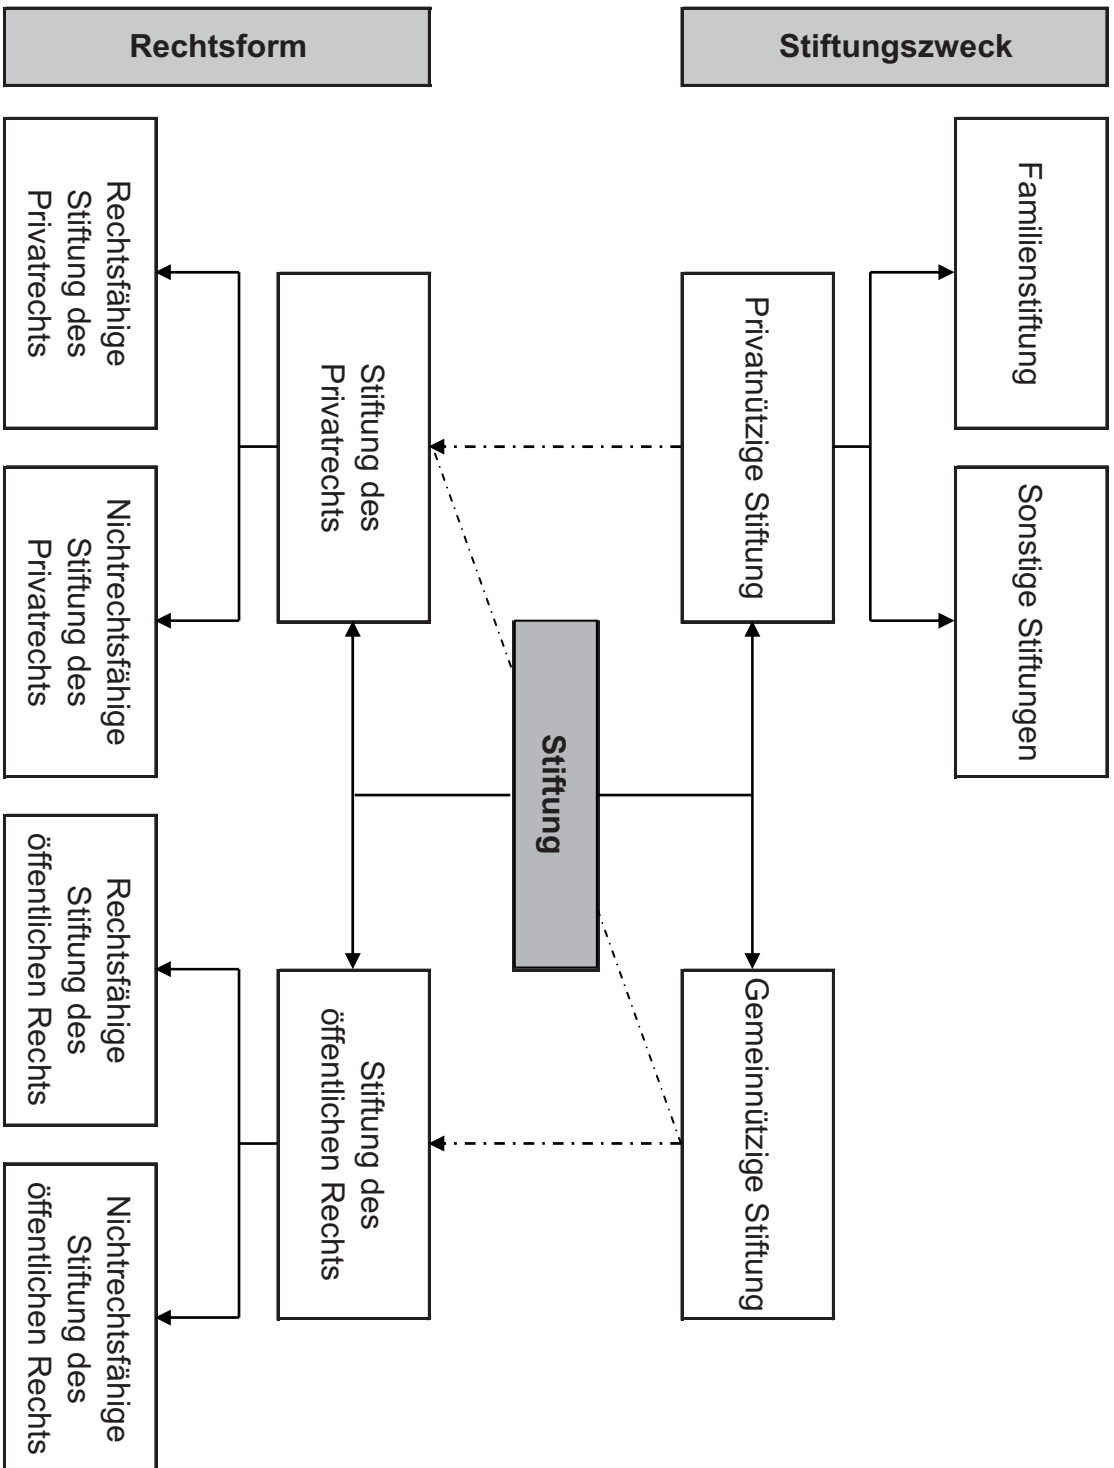 Stiftungszweck
Familienstiftung
Sonstige Stiftungen
Privatnützige Stiftung
Gemeinnützige Stiftung
Stiftung
Rechtsform
Stiftung des
Privatrechts
Stiftung des
öffentlichen Rechts
Rechtsfähige
Stiftung des
Privatrechts
Nichtrechtsfähige
Stiftung des
Privatrechts
Rechtsfähige
Stiftung des
öffentlichen Rechts
Nichtrechtsfähige
Stiftung des
öffentlichen Rechts